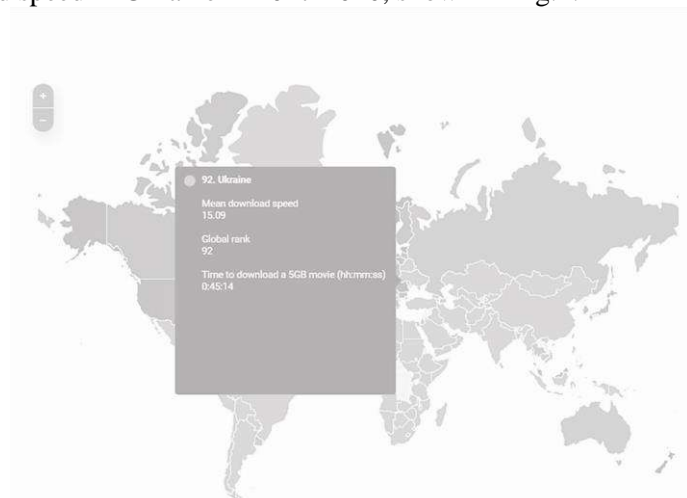 +
−
92. Ukraine
Mean download speed
15.09
Global rank
92
Time to download a 5GB movie (hh:mm:ss)
0:45:14